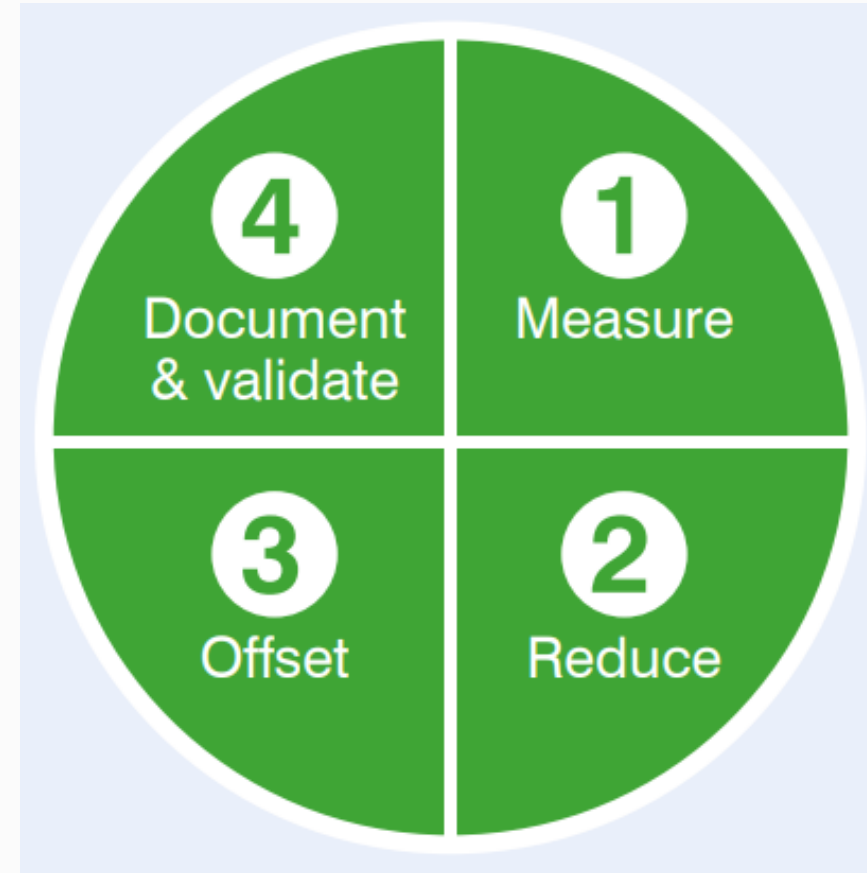 1
Measure
2
Reduce
3
Offset
4
Document
& validate